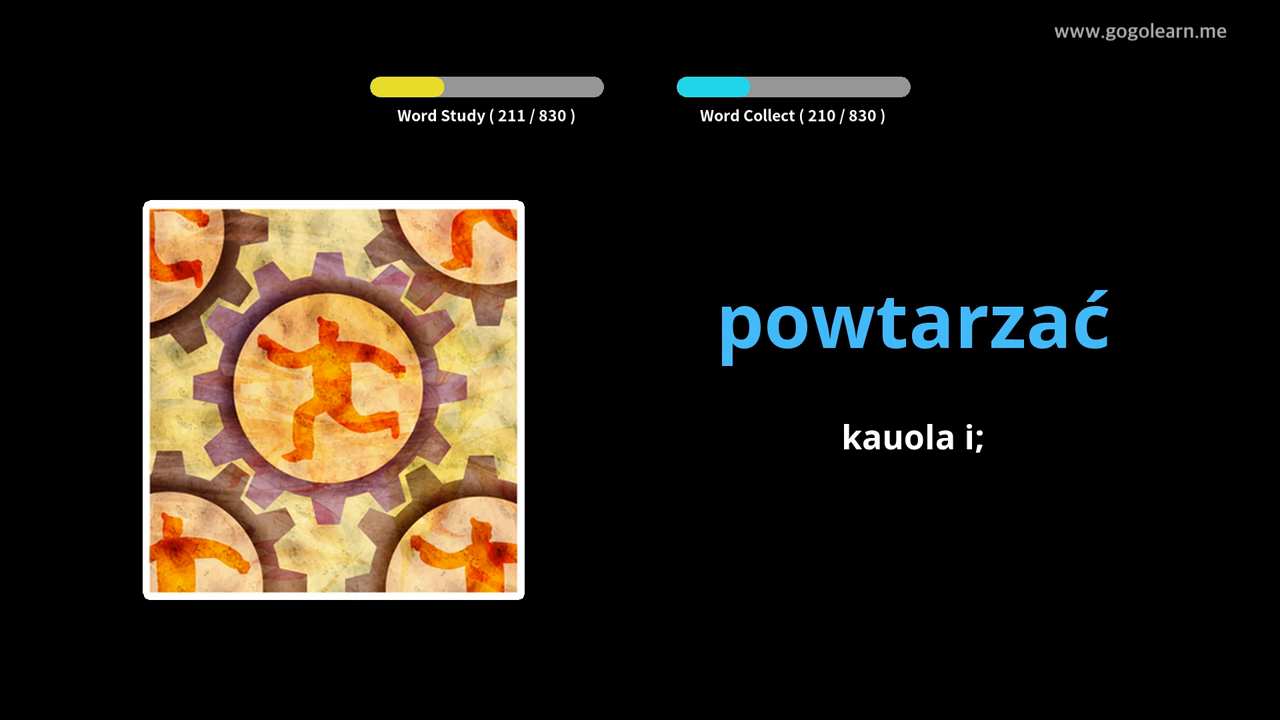 www.gogolearn.me
Word Study ( 211 / 830 )
Word Collect ( 210 / 830 )
powtarzać
kauola i;